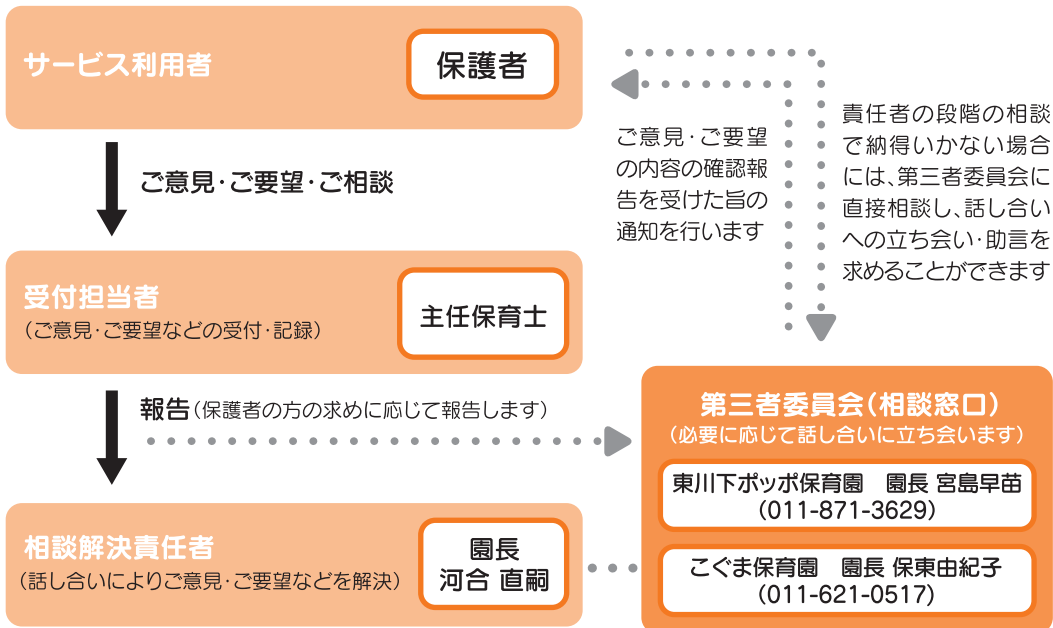 サービス利用者
保護者
ご意見・ご要望・ご相談
受付担当者
(ご意見・ご要望などの受付・記録)
主任保育士
報告(保護者の方の求めに応じて報告します)
相談解決責任者
(話し合いによりご意見・ご要望などを解決)
園長
河合 直嗣
ご意見・ご要望
の内容の確認報
告を受けた旨の
通知を行います
責任者の段階の相談
で納得いかない場合
には、第三者委員会に
直接相談し、話し合い
への立ち会い・助言を
求めることができます
第三者委員会(相談窓口)
(必要に応じて話し合いに立ち会います)
東川下ポッポ保育園　園長 宮島早苗
(011-871-3629)
こぐま保育園　園長 保東由紀子
(011-621-0517)